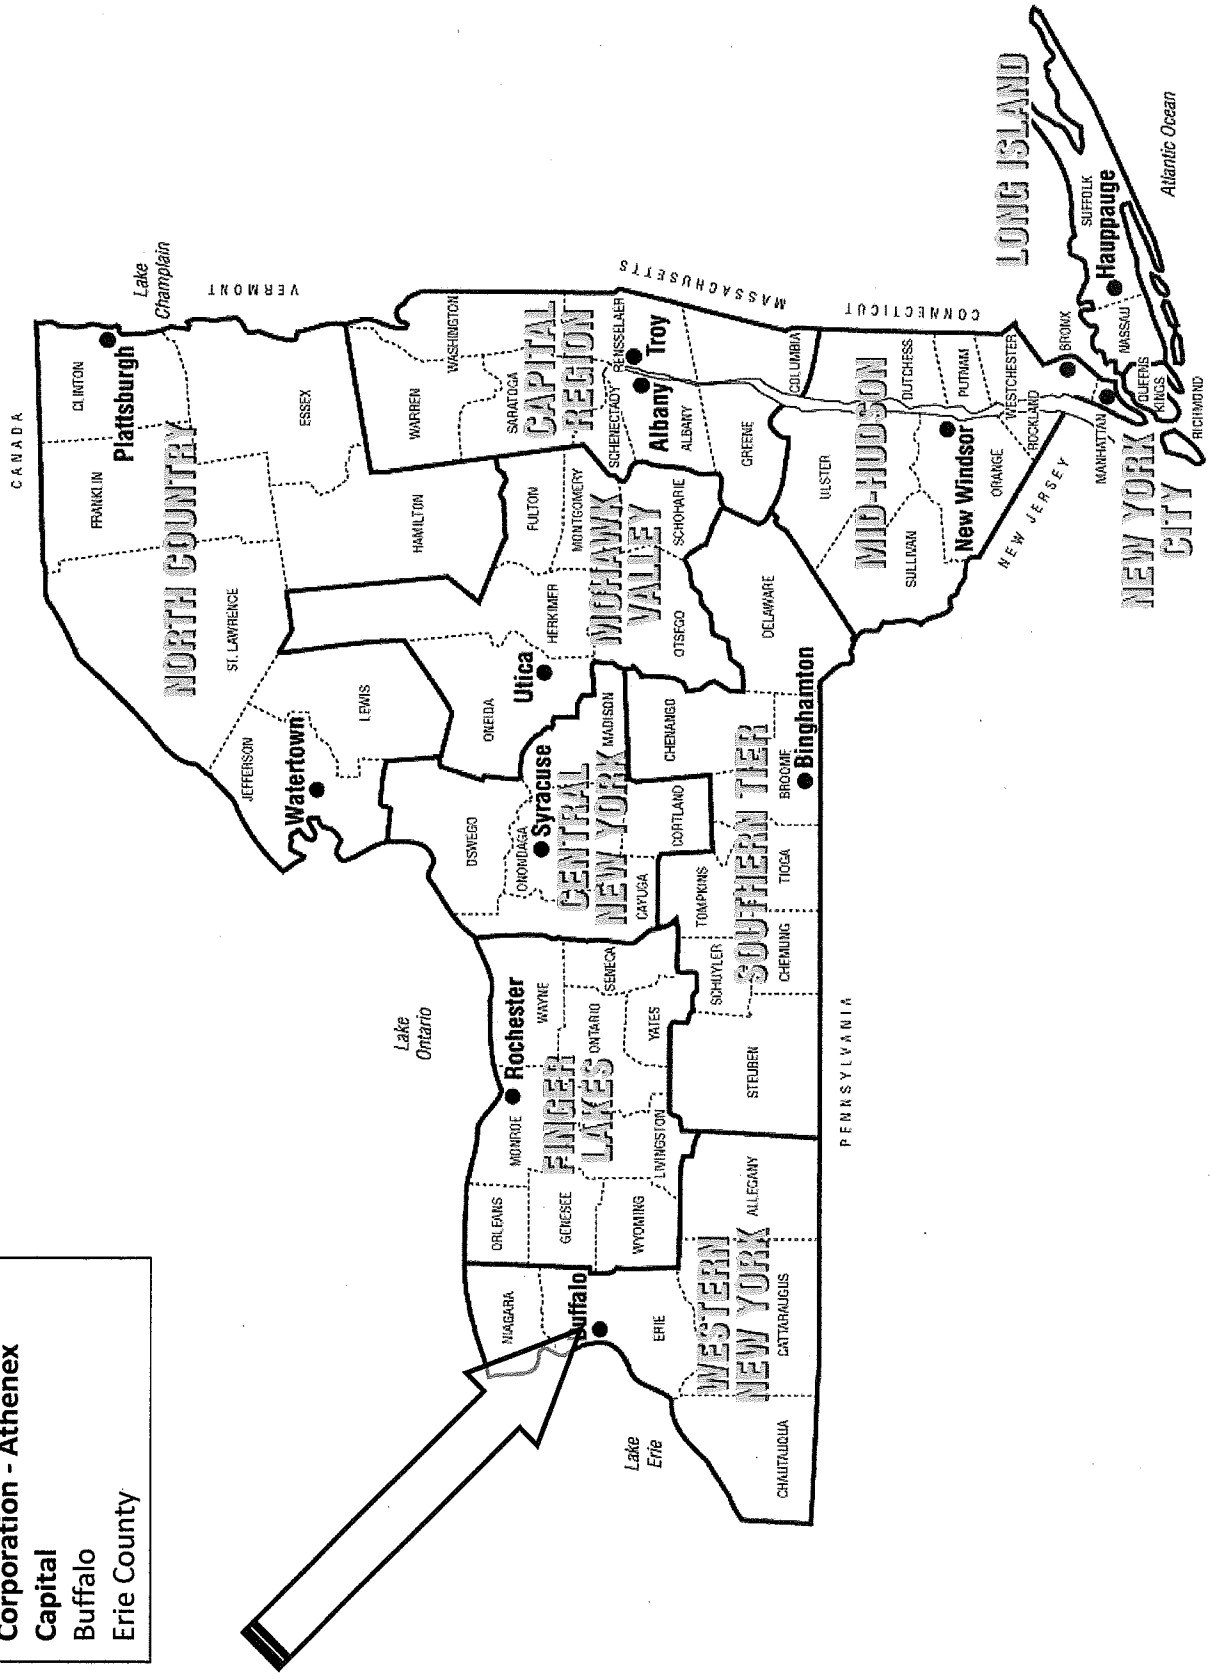 Corporation - Athenex
Capital
Buffalo
Erie County
CANADA
CLINTON
FRANKLIN
Plattsburgh
Lake
Champlain
NORTH COUNTRY
ST. LAWRENCE
ESSEX
VERMONT
JEFFERSON
Watertown
LEWIS
HAMILTON
WARREN
WASHINGTON
Lake
Ontario
OSWEGO
ONEIDA
Utica
HERKIMER
FULTON
SARATOGA
CAPITAL
REGION
MONTGOMERY
SCHENECTADY
RENSSELAER
Troy
Albany
ALBANY
MASSACHUSETTS
NIAGARA
ORLEANS
MONROE
Rochester
WAYNE
ONONDAGA
Syracuse
CENTRAL
NEW YORK
MADISON
MOHAWK
VALLEY
OTSEGO
SCHOHARIE
GREENE
COLUMBIA
Buffalo
GENESEE
FINGER
LAKES
ONTARIO
SENECA
CAYUGA
CORTLAND
CHENANGO
DELAWARE
Lake
Erie
ERIE
WYOMING
LIVINGSTON
YATES
SCHUYLER
TOMPKINS
WESTERN
NEW YORK
CHAUTAUQUA
CATTARAUGUS
ALLEGANY
STEUBEN
SOUTHERN TIER
CHEMUNG
TIOGA
BROOME
Binghamton
PENNSYLVANIA
ULSTER
DUTCHESS
MID-HUDSON
SULLIVAN
New Windsor
PUTNAM
ORANGE
CONNECTICUT
WESTCHESTER
ROCKLAND
NEW JERSEY
LONG ISLAND
BRONX
SUFFOLK
MANHATTAN
NASSAU
Hauppauge
QUEENS
KINGS
NEW YORK
CITY
RICHMOND
Atlantic Ocean